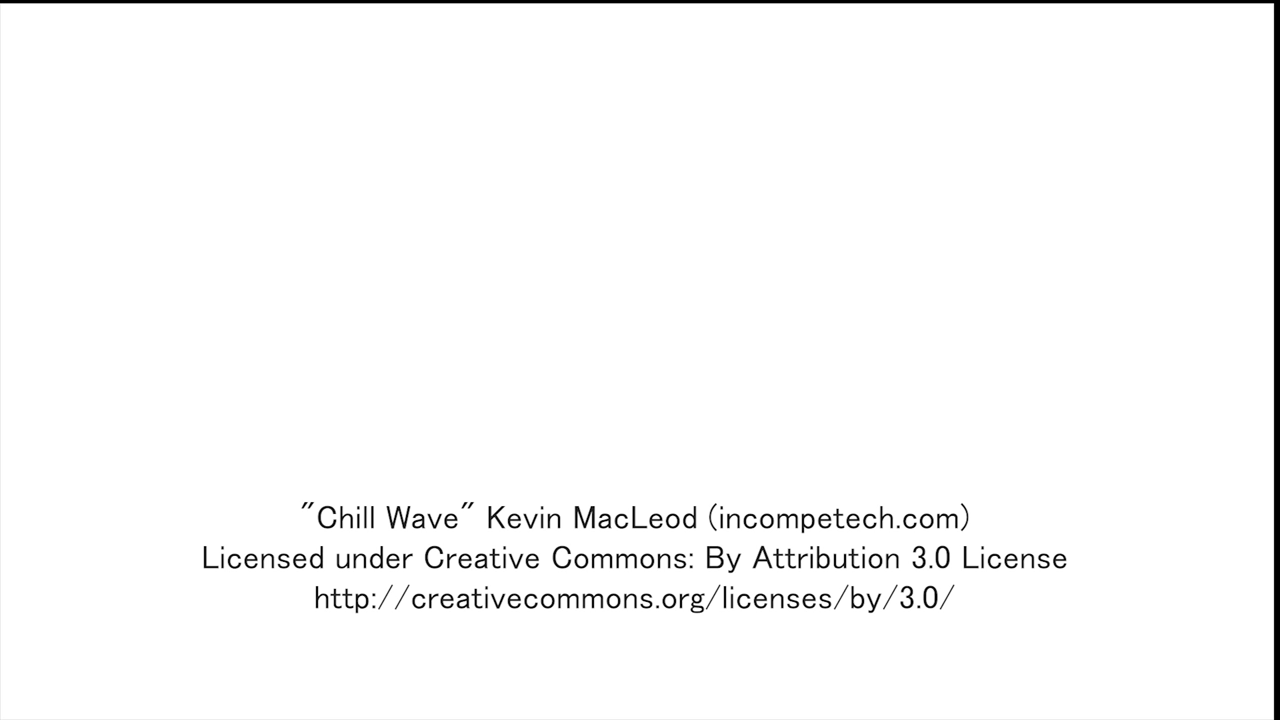 "Chill Wave" Kevin MacLeod (incompetech.com)
Licensed under Creative Commons: By Attribution 3.0 License
http://creativecommons.org/licenses/by/3.0/